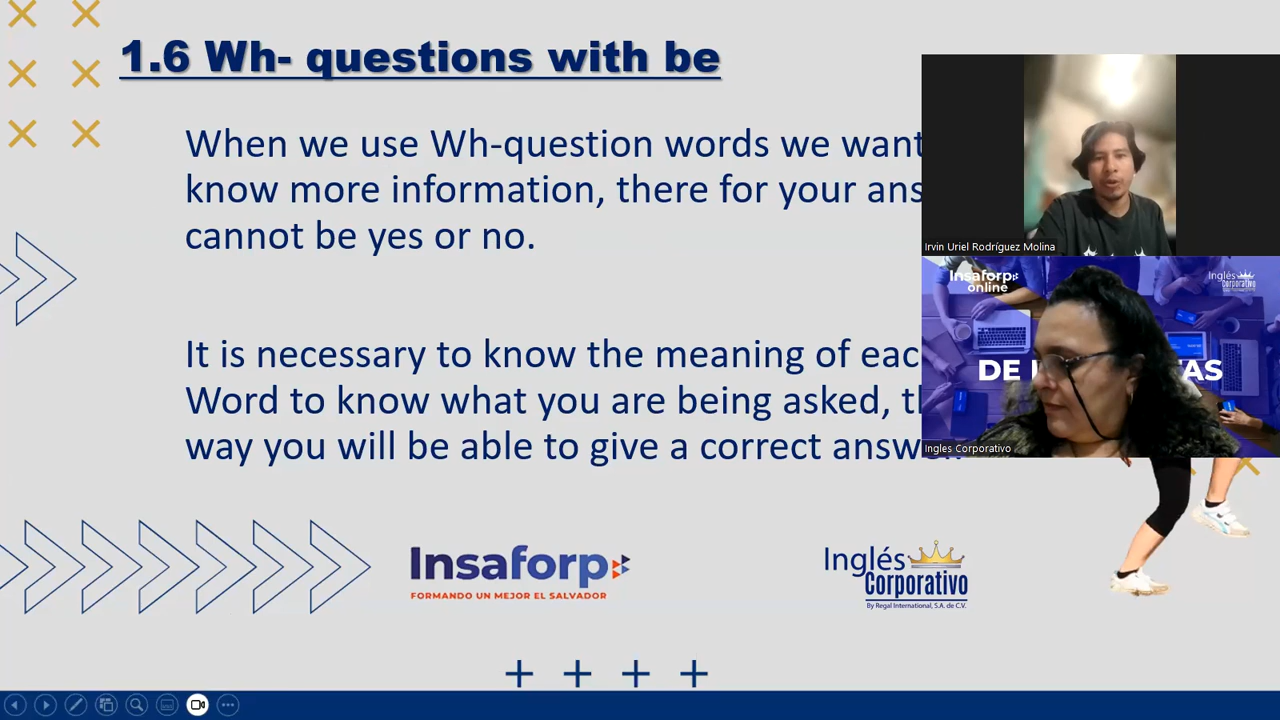 1.6 Wh- questions with be
When we use Wh-question words we want
know more information, there for your ans
cannot be yes or no.
It is necessary to know the meaning of eac
Word to know what you are being asked, t
way you will be able to give a correct answe
Irvin Uriel Rodríguez Molina
Insaforp
online
Inglés
Corporativo
DE
AS
Ingles Corporativo
Insaforp
FORMANDO UN MEJOR EL SALVADOR
Inglés
Corporativo
By Regal International, S.A. de C.V.